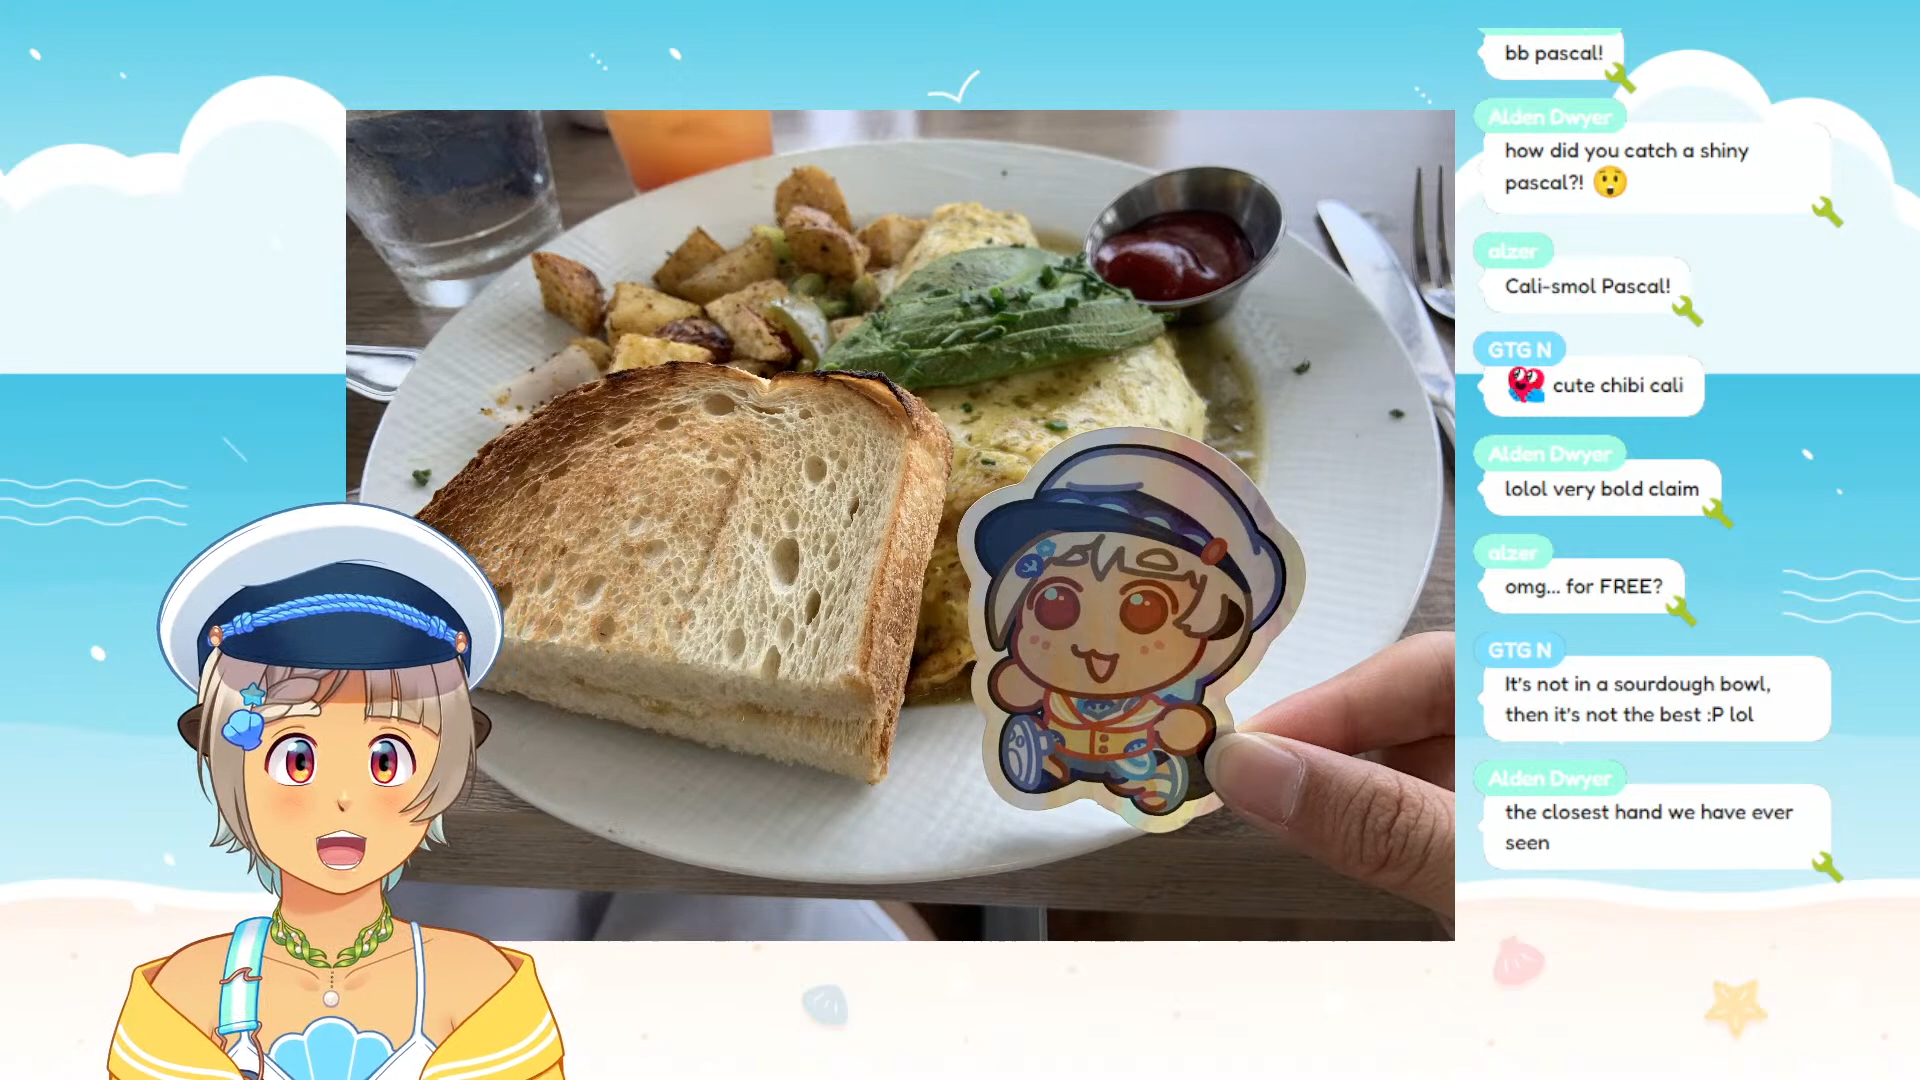 bb pascal!
Alden Dwyer
how did you catch a shiny
pascal?! 😲
alzer
Cali-smol Pascal!
GTG N
cute chibi cali
Alden Dwyer
lolol very bold claim
alzer
omg... for FREE?
GTG N
It's not in a sourdough bowl,
then it's not the best :P lol
Alden Dwyer
the closest hand we have ever
seen